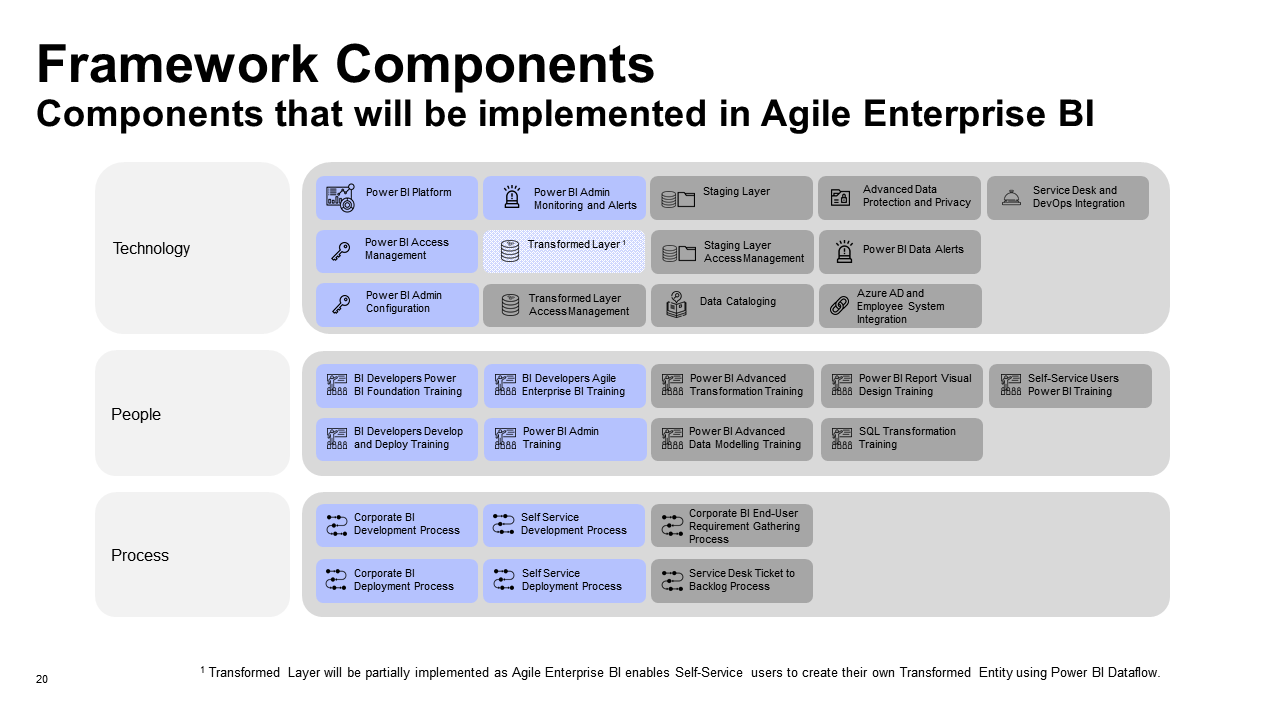 Framework Components
Components that will be implemented in Agile Enterprise BI
Technology
Power BI Platform
Power BI Admin
Monitoring and Alerts
Staging Layer
Advanced Data
Protection and Privacy
Service Desk and
DevOps Integration
Power BI Access
Management
Transformed Layer ¹
Staging Layer
Access Management
Power BI Data Alerts
Power BI Admin
Configuration
Transformed Layer
Access Management
Data Cataloging
Azure AD and
Employee System
Integration
People
BI Developers Power
BI Foundation Training
BI Developers Agile
Enterprise BI Training
Power BI Advanced
Transformation Training
Power BI Report Visual
Design Training
Self-Service Users
Power BI Training
BI Developers Develop
and Deploy Training
Power BI Admin
Training
Power BI Advanced
Data Modelling Training
SQL Transformation
Training
Process
Corporate BI
Development Process
Self Service
Development Process
Corporate BI End-User
Requirement Gathering
Process
Corporate BI
Deployment Process
Self Service
Deployment Process
Service Desk Ticket to
Backlog Process
¹ Transformed Layer will be partially implemented as Agile Enterprise BI enables Self-Service users to create their own Transformed Entity using Power BI Dataflow.
20